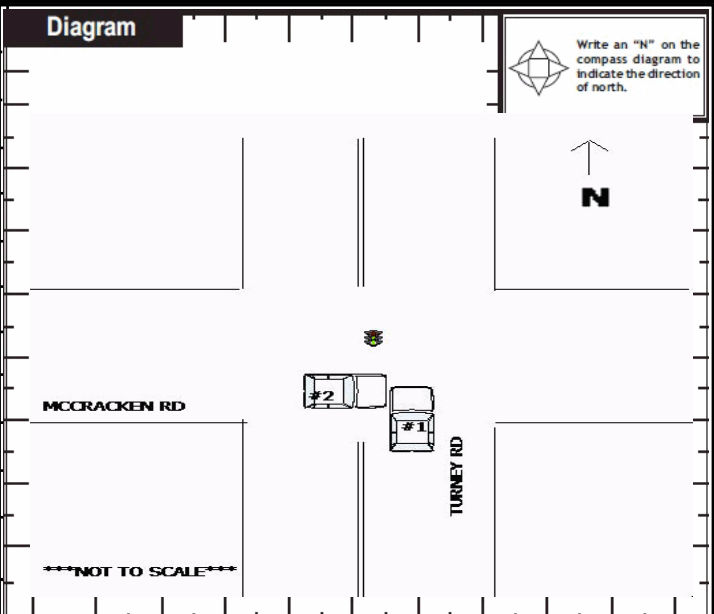 Diagram
Write an “N” on the
compass diagram to
indicate the direction
of north.
N
#2
MCCRACKEN RD
#1
TURNEY RD
****NOT TO SCALE****